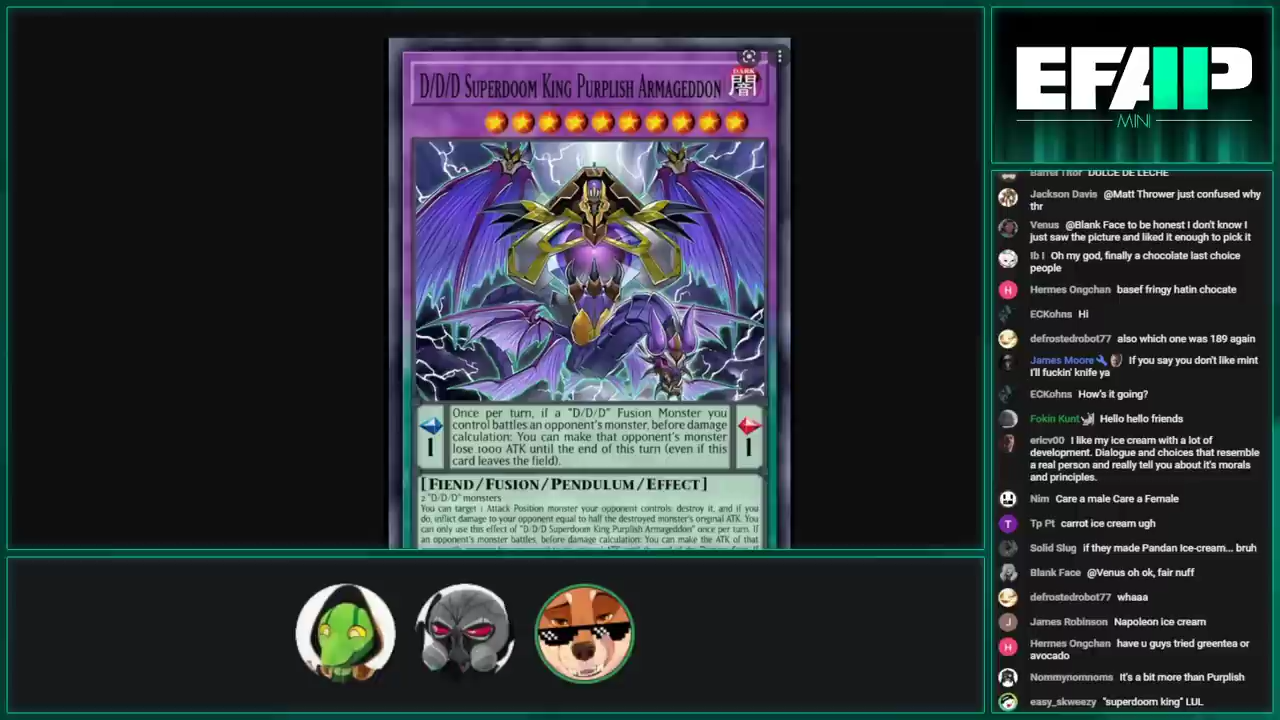 D/D/D SUPERDOOM KING PURPLISH ARMAGEDDON
DARK
闇
Once per turn, if a "D/D/D" Fusion Monster you
control battles an opponent's monster, before damage
calculation: You can make that opponent's monster
lose 1000 ATK until the end of this turn (even if this
card leaves the field).
1
1
[FIEND/FUSION/PENDULUM/EFFECT]
2 "D/D/D" monsters
You can target 1 Attack Position monster your opponent controls; destroy it, and if you
do, inflict damage to your opponent equal to half the destroyed monster's original ATK. You
can only use this effect of "D/D/D Superdoom King Purplish Armageddon" once per turn. If
an opponent's monster battles, before damage calculation: You can make the ATK of that
EFAP
MINI
Barrel Titor DULCE DE LECHE
Jackson Davis @Matt Thrower just confused why
thr
Venus @Blank Face to be honest I don't know I
just saw the picture and liked it enough to pick it
Ib I Oh my god, finally a chocolate last choice
people
H
Hermes Ongchan basef fringy hatin chocate
ECKohns Hi
defrostedrobot77 also which one was 189 again
James Moore If you say you don't like mint
I'll fuckin' knife ya
ECKohns How's it going?
Fokin Kunt Hello hello friends
ericv00 I like my ice cream with a lot of
development. Dialogue and choices that resemble
a real person and really tell you about it's morals
and principles.
Nim Care a male Care a Female
T
Tp Pt carrot ice cream ugh
Solid Slug if they made Pandan Ice-cream... bruh
Blank Face @Venus oh ok, fair nuff
defrostedrobot77 whaaa
J
James Robinson Napoleon ice cream
H
Hermes Ongchan have u guys tried greentea or
avocado
Nommynomnoms It's a bit more than Purplish
easy_skweezy "superdoom king" LUL